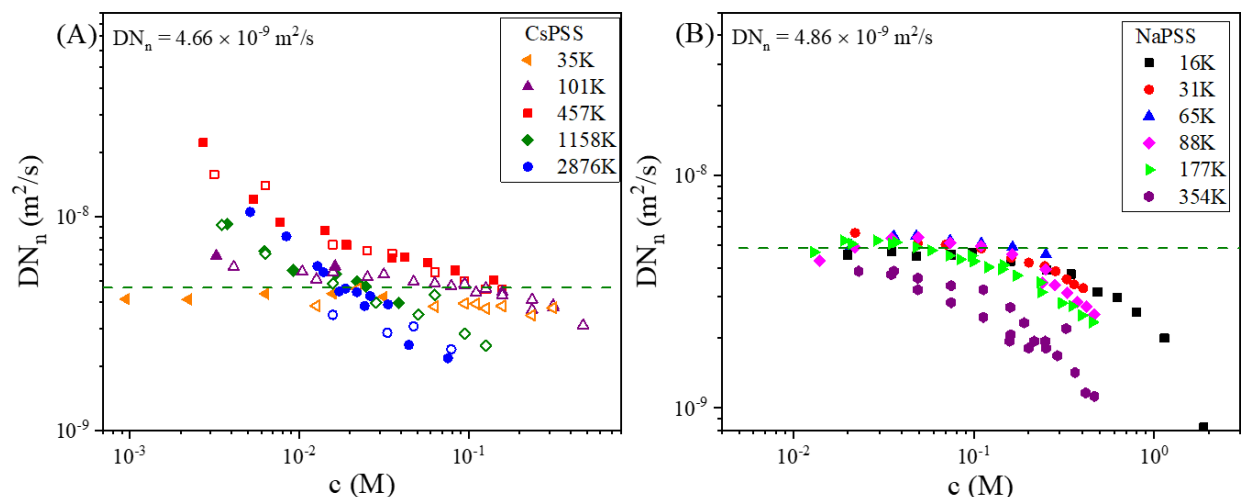 (A)
DNₙ = 4.66 × 10⁻⁹ m²/s
CsPSS
35K
101K
457K
1158K
2876K
DNₙ (m²/s)
10⁻⁸
10⁻⁹
10⁻³
10⁻²
10⁻¹
c (M)
(B)
DNₙ = 4.86 × 10⁻⁹ m²/s
NaPSS
16K
31K
65K
88K
177K
354K
DNₙ (m²/s)
10⁻⁸
10⁻⁹
10⁻²
10⁻¹
10⁰
c (M)